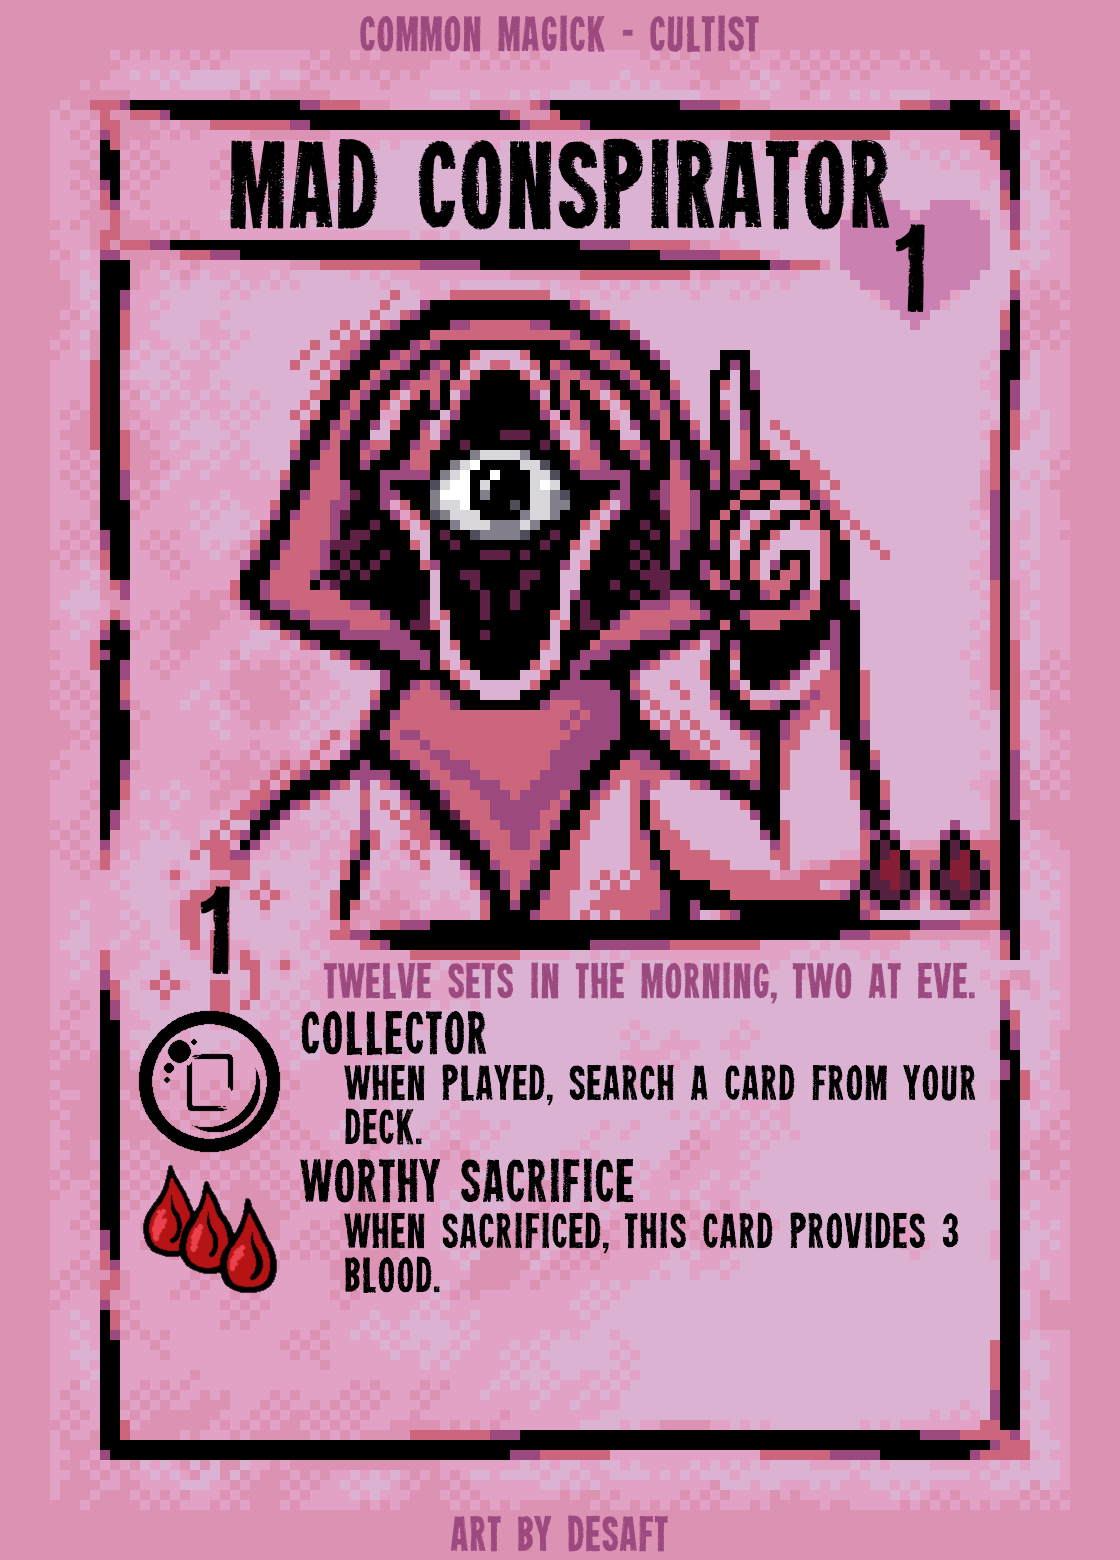 COMMON MAGICK - CULTIST
MAD CONSPIRATOR
1
1
TWELVE SETS IN THE MORNING, TWO AT EVE.
COLLECTOR
WHEN PLAYED, SEARCH A CARD FROM YOUR
DECK.
WORTHY SACRIFICE
WHEN SACRIFICED, THIS CARD PROVIDES 3
BLOOD.
ART BY DESAFT